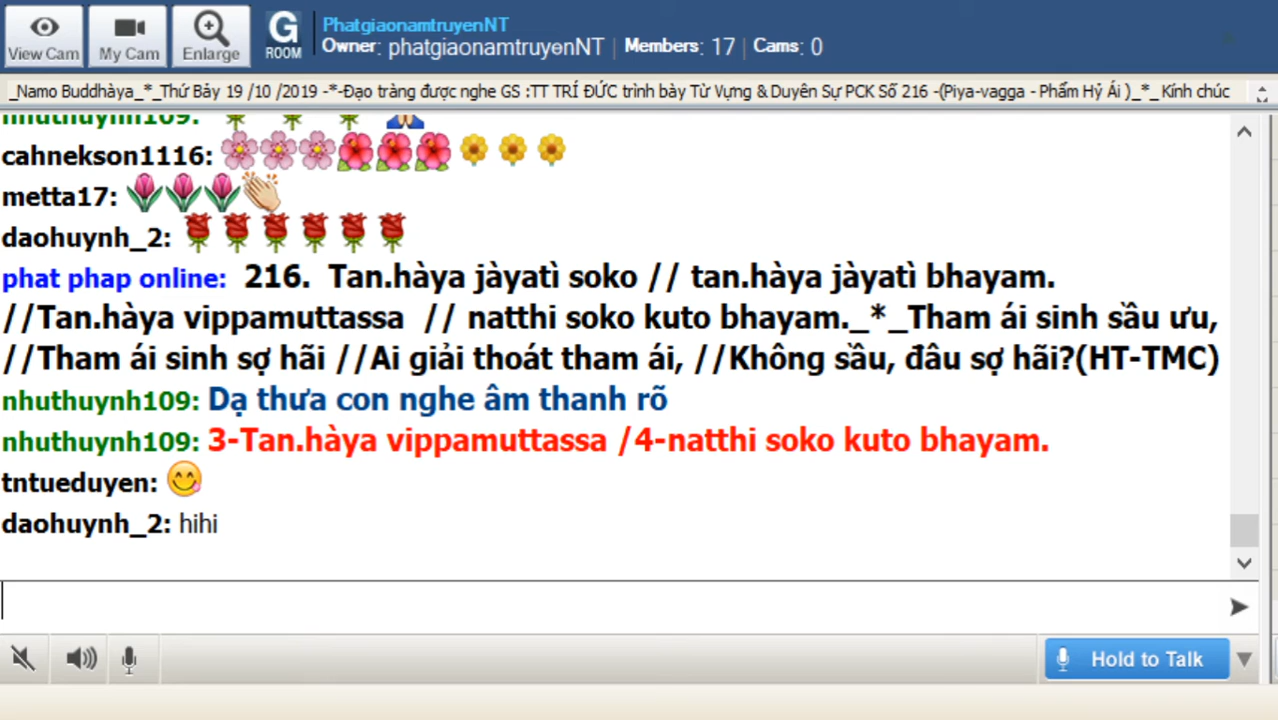 View Cam
My Cam
Enlarge
G
ROOM
PhatgiaonamtruyenNT
Owner: phatgiaonamtruyenNT | Members: 17 | Cams: 0
_Namo Buddhàya_*_Thứ Bảy 19 /10 /2019 -*-Đạo tràng được nghe GS :TT TRÍ ĐỨC trình bày Từ Vựng & Duyên Sự PCK Số 216 -(Piya-vagga - Phẩm Hỷ Ái )_*_ Kính chúc
nhuthuynh109:
cahnekson1116:
metta17:
daohuynh_2:
phat phap online: 216. Tan.hàya jàyatì soko // tan.hàya jàyatì bhayam.
//Tan.hàya vippamuttassa // natthi soko kuto bhayam._*_Tham ái sinh sầu ưu,
//Tham ái sinh sợ hãi //Ai giải thoát tham ái, //Không sầu, đâu sợ hãi?(HT-TMC)
nhuthuynh109: Dạ thưa con nghe âm thanh rõ
nhuthuynh109: 3-Tan.hàya vippamuttassa /4-natthi soko kuto bhayam.
tntueduyen:
daohuynh_2: hihi
Hold to Talk